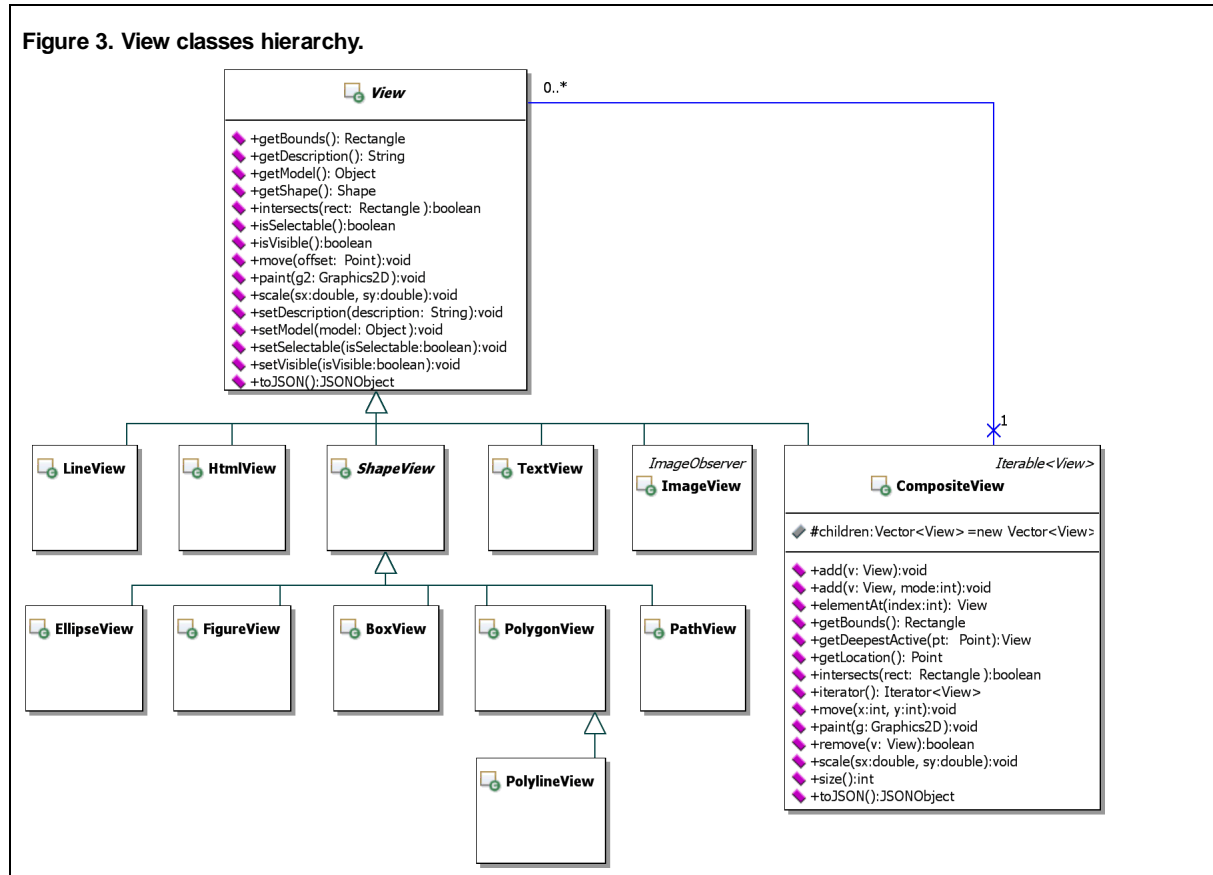 Figure 3. View classes hierarchy.
View
0..*
+getBounds(): Rectangle
+getDescription(): String
+getModel(): Object
+getShape(): Shape
+intersects(rect: Rectangle ):boolean
+isSelectable():boolean
+isVisible():boolean
+move(offset: Point):void
+paint(g2: Graphics2D):void
+scale(sx:double, sy:double):void
+setDescription(description: String):void
+setModel(model: Object):void
+setSelectable(isSelectable:boolean):void
+setVisible(isVisible:boolean):void
+toJSON():JSONObject
1
LineView
HtmlView
ShapeView
TextView
ImageObserver
ImageView
Iterable<View>
CompositeView
#children:Vector<View> =new Vector<View>
+add(v: View):void
+add(v: View, mode:int):void
+elementAt(index:int): View
+getBounds(): Rectangle
+getDeepestActive(pt: Point):View
+getLocation(): Point
+intersects(rect: Rectangle ):boolean
+iterator(): Iterator<View>
+move(x:int, y:int):void
+paint(g: Graphics2D):void
+remove(v: View):boolean
+scale(sx:double, sy:double):void
+size():int
+toJSON():JSONObject
EllipseView
FigureView
BoxView
PolygonView
PathView
PolylineView